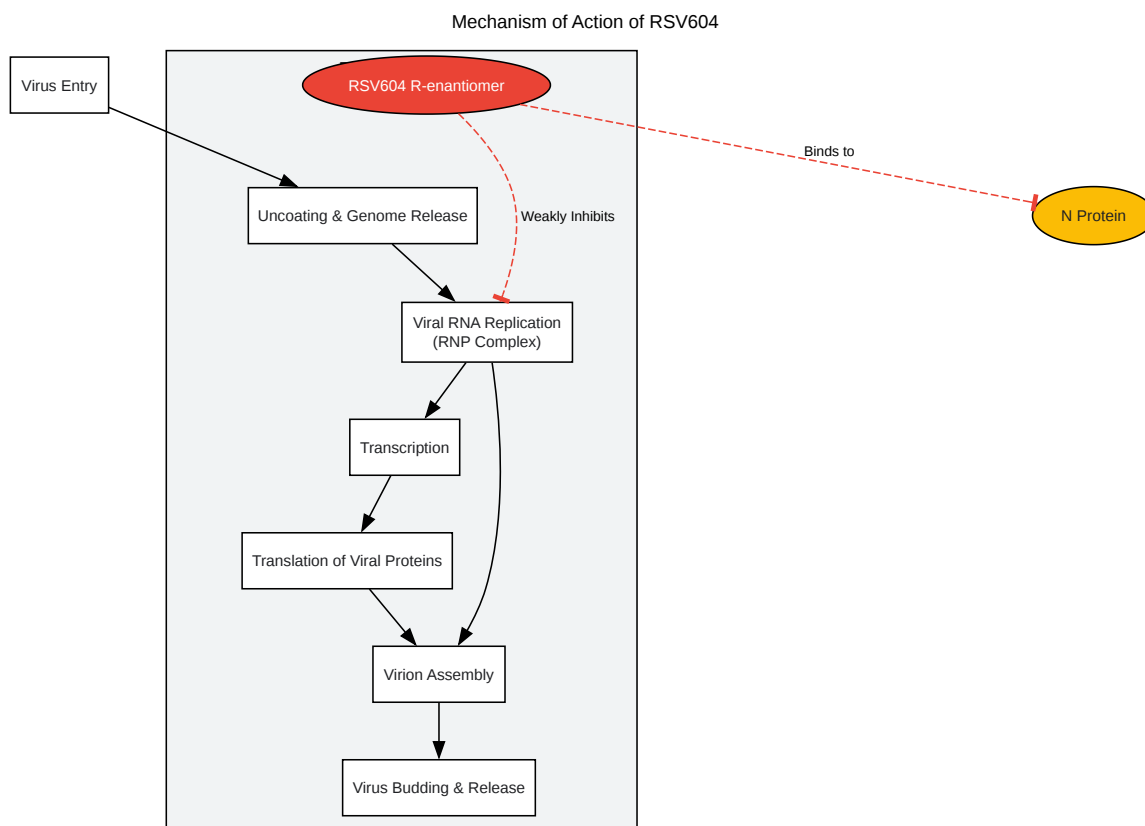 Mechanism of Action of RSV604
Virus Entry
RSV604 R-enantiomer
Binds to
N Protein
Uncoating & Genome Release
Weakly Inhibits
Viral RNA Replication
(RNP Complex)
Transcription
Translation of Viral Proteins
Virion Assembly
Virus Budding & Release